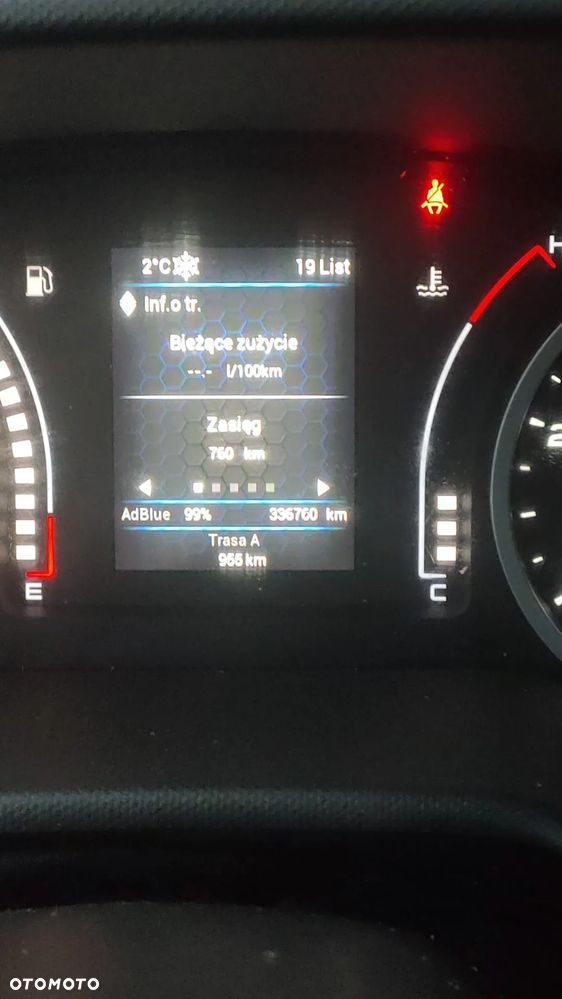 H
2°C
19 List
Inf.o tr.
Bieżące zużycie
--.- l/100km
Zasięg
760 km
AdBlue 99% 336760 km
Trasa A
966 km
E
C
2
OTOMOTO